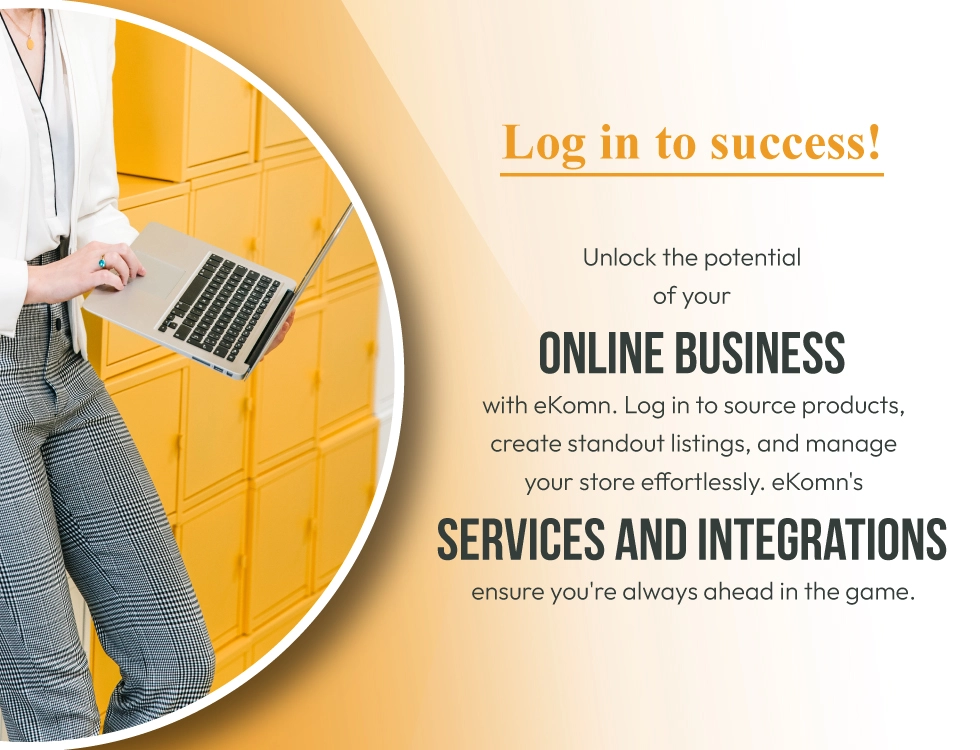 Log in to success!
Unlock the potential
of your
ONLINE BUSINESS
with eKomn. Log in to source products,
create standout listings, and manage
your store effortlessly. eKomn's
SERVICES AND INTEGRATIONS
ensure you're always ahead in the game.